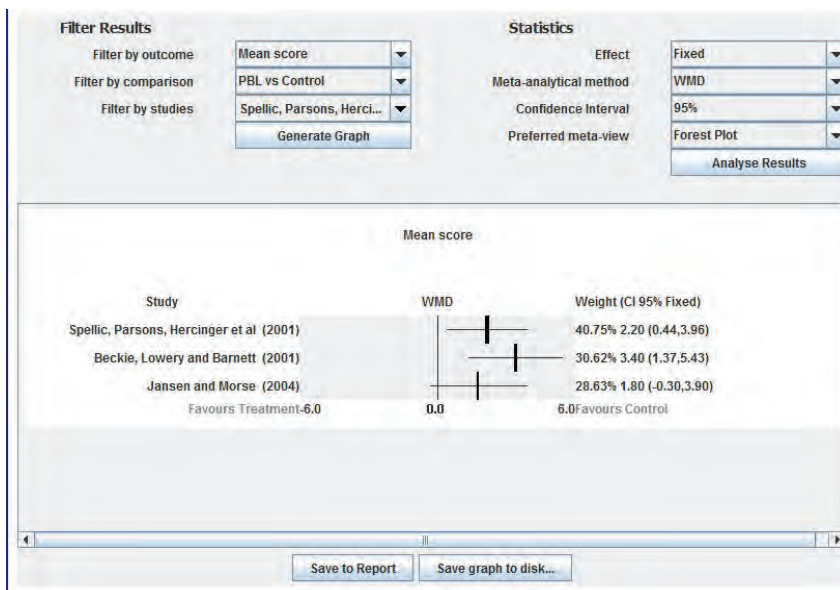 Filter Results
Filter by outcome Mean score
Filter by comparison PBL vs Control
Filter by studies Spellic, Parsons, Herci...
Generate Graph
Statistics
Effect Fixed
Meta-analytical method WMD
Confidence Interval 95%
Preferred meta-view Forest Plot
Analyse Results
Mean score
Study WMD Weight (CI 95% Fixed)
Spellic, Parsons, Hercinger et al (2001) 40.75% 2.20 (0.44,3.96)
Beckie, Lowery and Barnett (2001) 30.62% 3.40 (1.37,5.43)
Jansen and Morse (2004) 28.63% 1.80 (-0.30,3.90)
Favours Treatment-6.0 0.0 6.0Favours Control
Save to Report Save graph to disk...